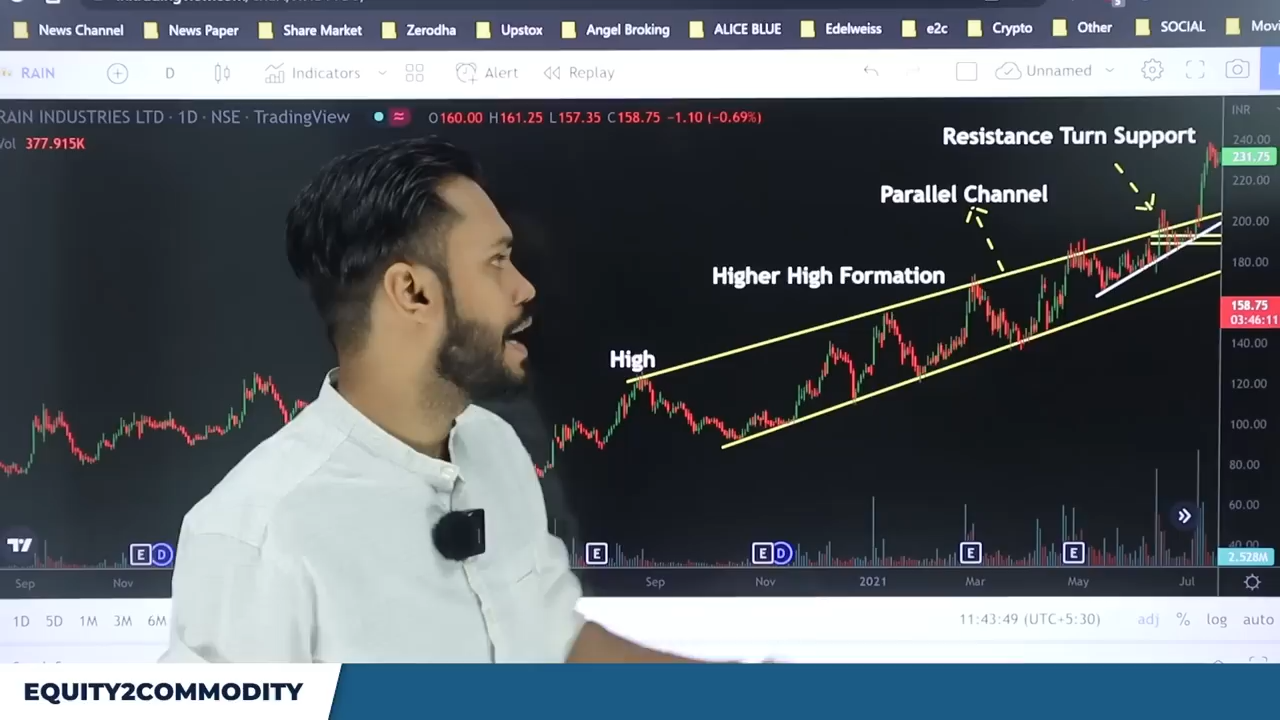 News Channel News Paper Share Market Zerodha Upstox Angel Broking ALICE BLUE Edelweiss e2c Crypto Other SOCIAL Movi
RAIN D Indicators Alert Replay Unnamed
RAIN INDUSTRIES LTD · 1D · NSE · TradingView O160.00 H161.25 L157.35 C158.75 −1.10 (−0.69%) INR
Vol 377.915K
Resistance Turn Support
240.00
231.75
220.00
Parallel Channel
200.00
180.00
Higher High Formation
158.75
03:46:11
140.00
High
120.00
100.00
80.00
60.00
40.00
E D E E D E E 2.528M
Sep Nov Sep Nov 2021 Mar May Jul
1D 5D 1M 3M 6M 11:43:49 (UTC+5:30) adj % log auto
EQUITY2COMMODITY